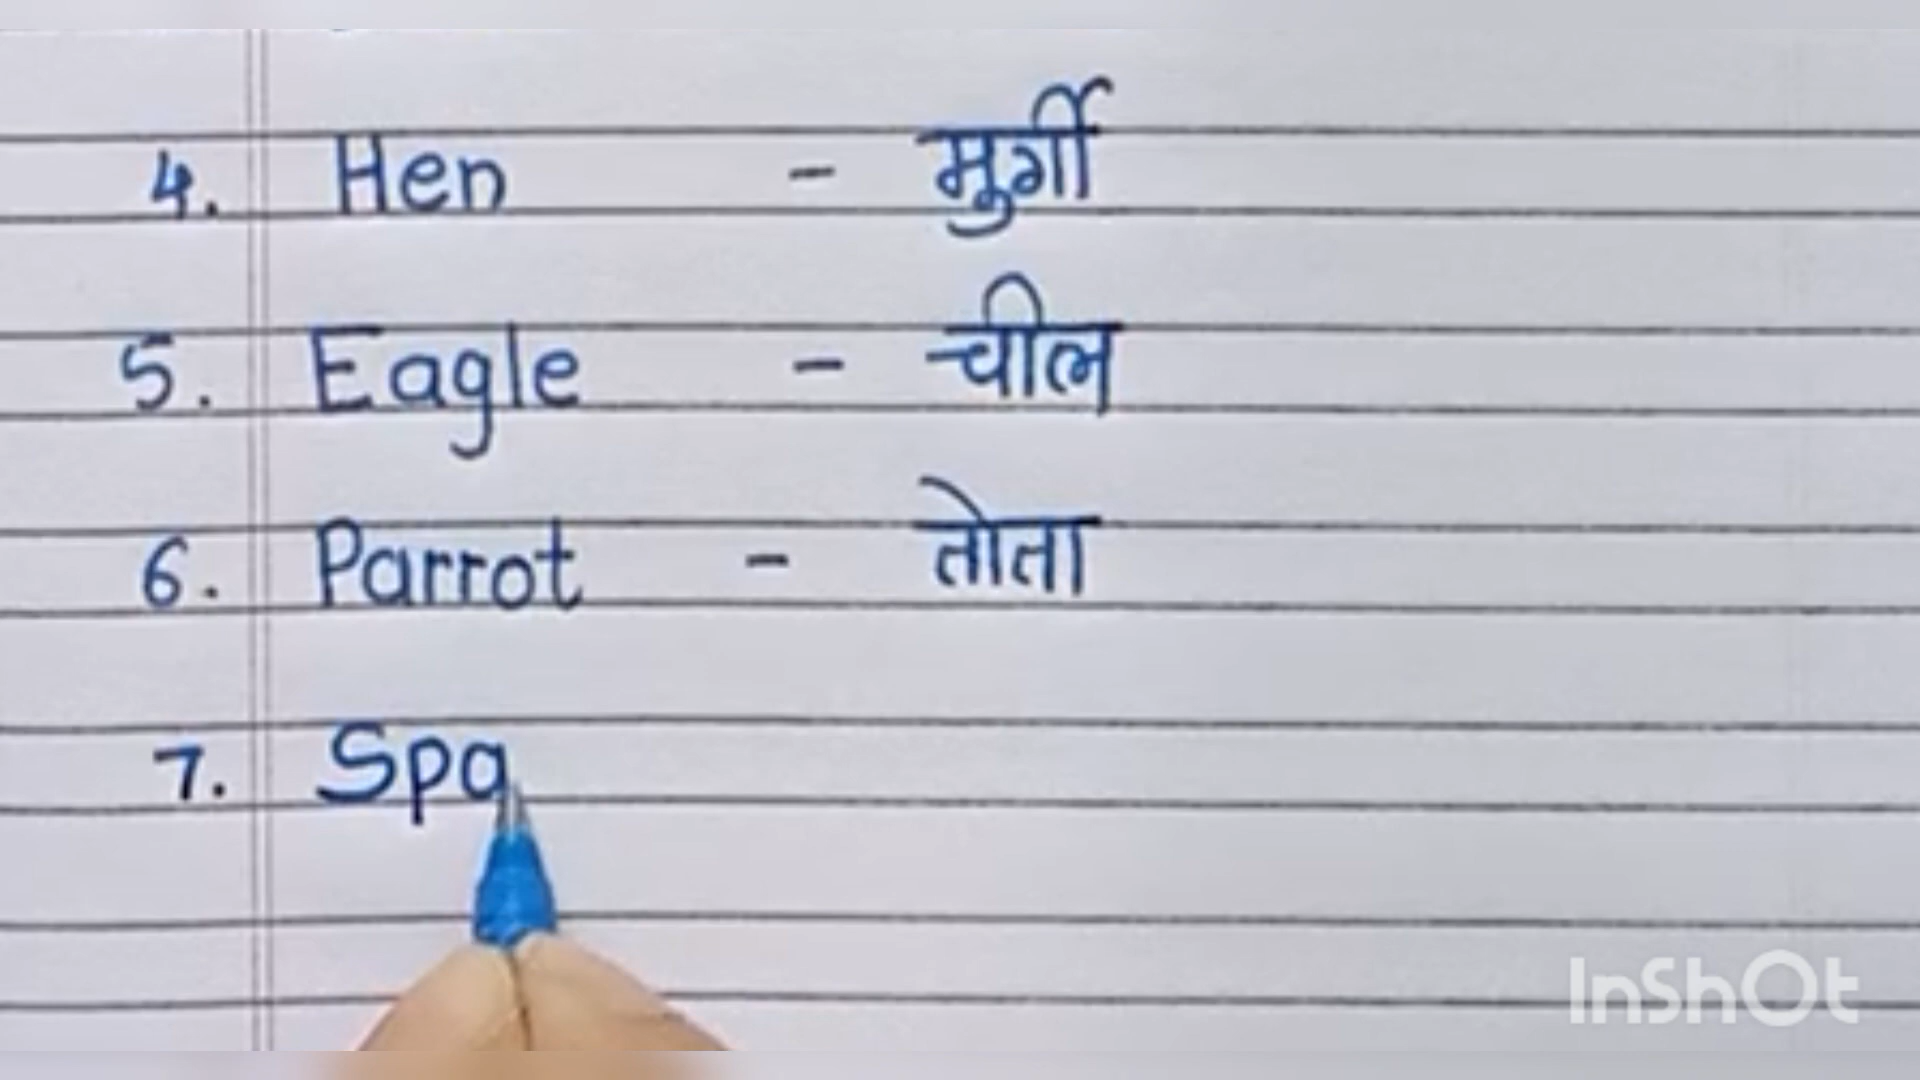 4. Hen - मुर्गी
5. Eagle - चील
6. Parrot - तोता
7. Spa
InShOt